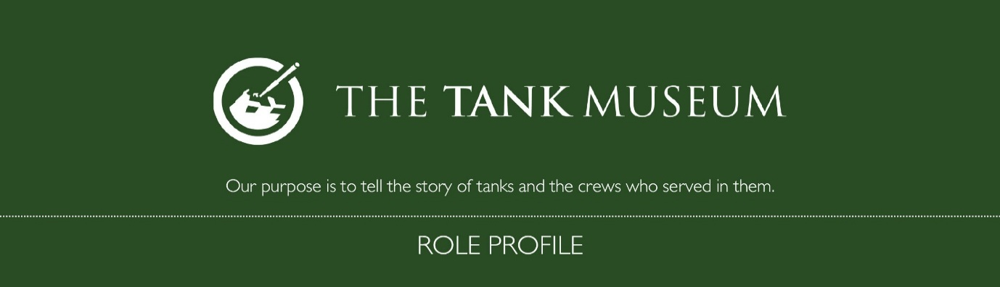 THE TANK MUSEUM
Our purpose is to tell the story of tanks and the crews who served in them.
ROLE PROFILE